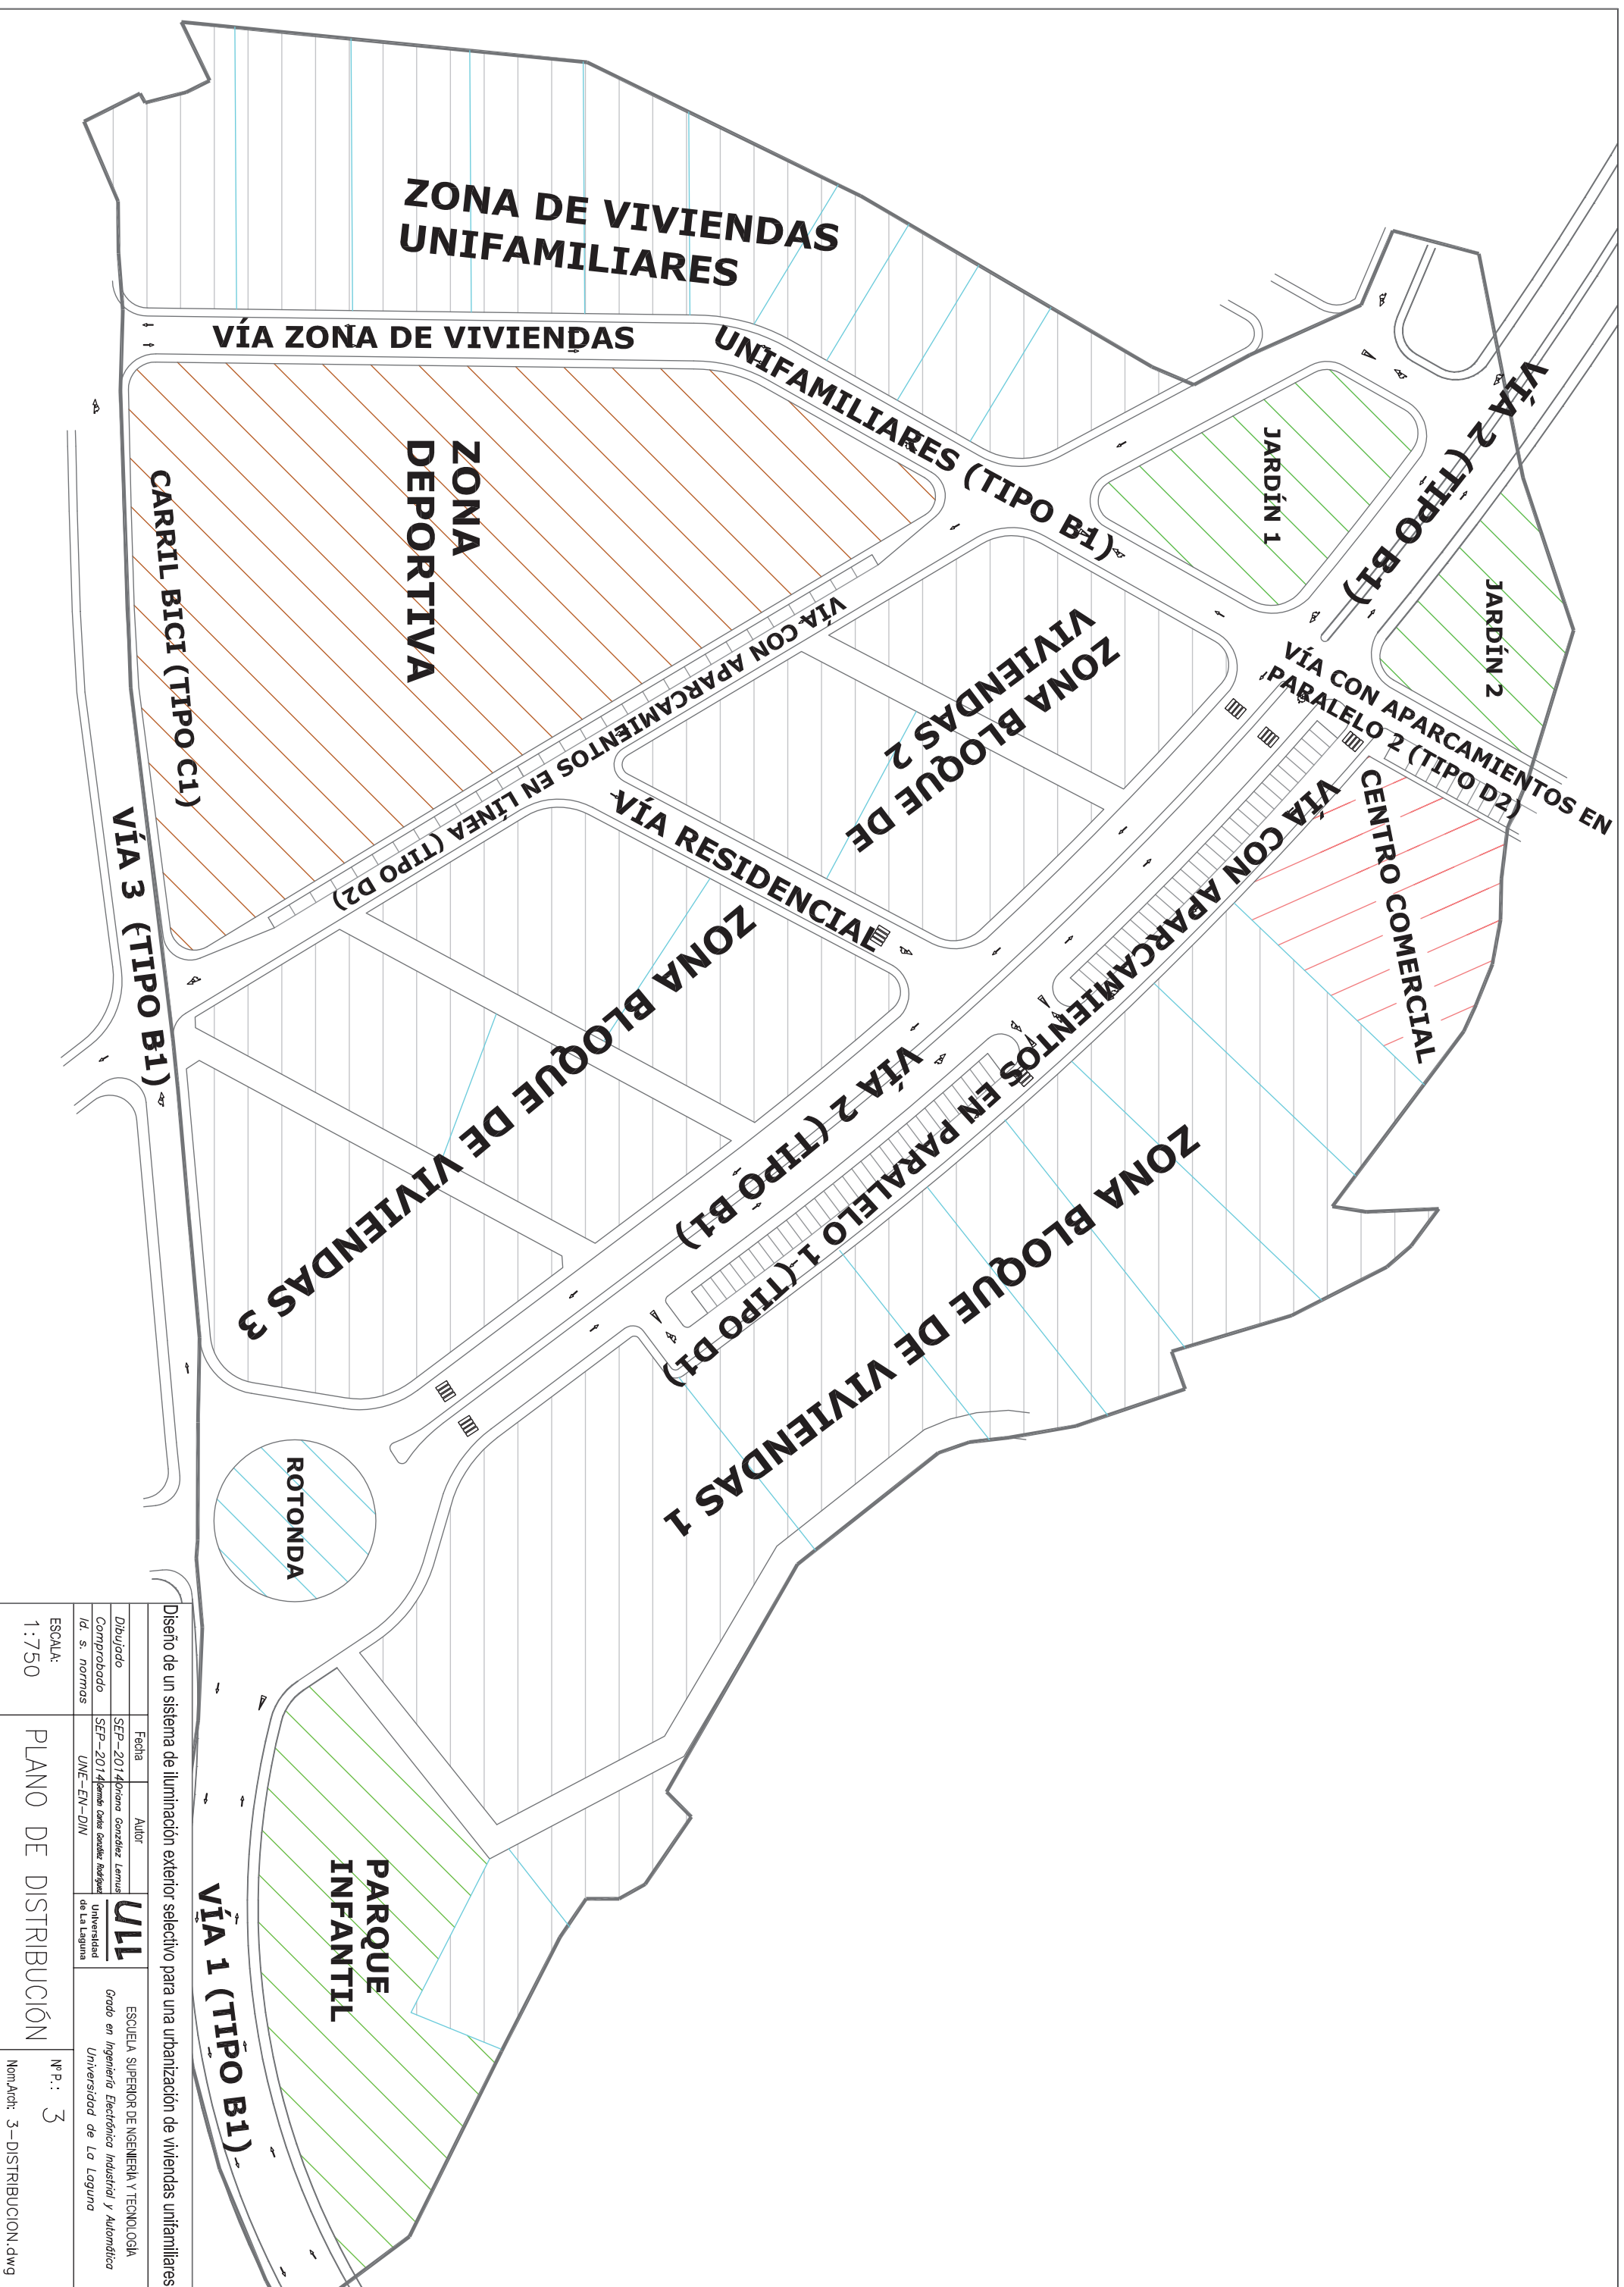 ZONA DE VIVIENDAS
UNIFAMILIARES
VÍA ZONA DE VIVIENDAS
UNIFAMILIARES (TIPO B1)
JARDÍN 1
VÍA 2 (TIPO B1)
JARDÍN 2
ZONA
DEPORTIVA
CARRIL BICI (TIPO C1)
VÍA CON APARCAMIENTOS EN LÍNEA (TIPO D2)
ZONA BLOQUE DE
VIVIENDAS 2
VÍA CON APARCAMIENTOS EN
PARALELO 2 (TIPO D2)
CENTRO COMERCIAL
VÍA RESIDENCIAL
VÍA CON APARCAMIENTOS EN PARALELO 1 (TIPO D1)
VÍA 3 (TIPO B1)
ZONA BLOQUE DE VIVIENDAS 3
VÍA 2 (TIPO B1)
ZONA BLOQUE DE VIVIENDAS 1
ROTONDA
PARQUE
INFANTIL
VÍA 1 (TIPO B1)
Diseño de un sistema de iluminación exterior selectivo para una urbanización de viviendas unifamiliares
Fecha
Autor
Dibujado
SEP-2014
Oriana González Lemus
Comprobado
SEP-2014
Germán Carlos González Rodríguez
Id. s. normas
UNE-EN-DIN
ULL
Universidad
de La Laguna
ESCUELA SUPERIOR DE NGENIERÍA Y TECNOLOGÍA
Grado en Ingeniería Electrónica Industrial y Automática
Universidad de La Laguna
ESCALA:
1:750
PLANO DE DISTRIBUCIÓN
Nº P.: 3
Nom.Arch: 3-DISTRIBUCION.dwg